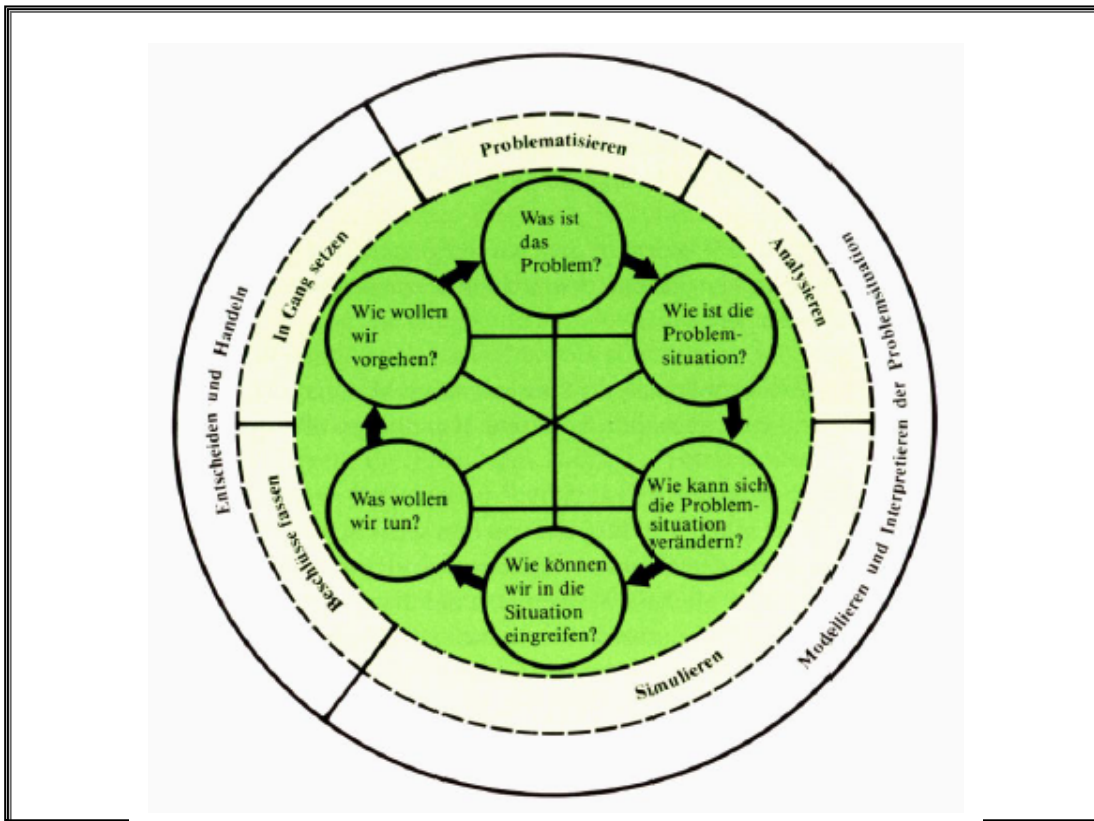 Problematisieren
Analysieren
Simulieren
Beschlüsse fassen
In Gang setzen
Modellieren und Interpretieren der Problemsituation
Entscheiden und Handeln
Was ist
das
Problem?
Wie ist die
Problem-
situation?
Wie kann sich
die Problem-
situation
verändern?
Wie können
wir in die
Situation
eingreifen?
Was wollen
wir tun?
Wie wollen
wir
vorgehen?